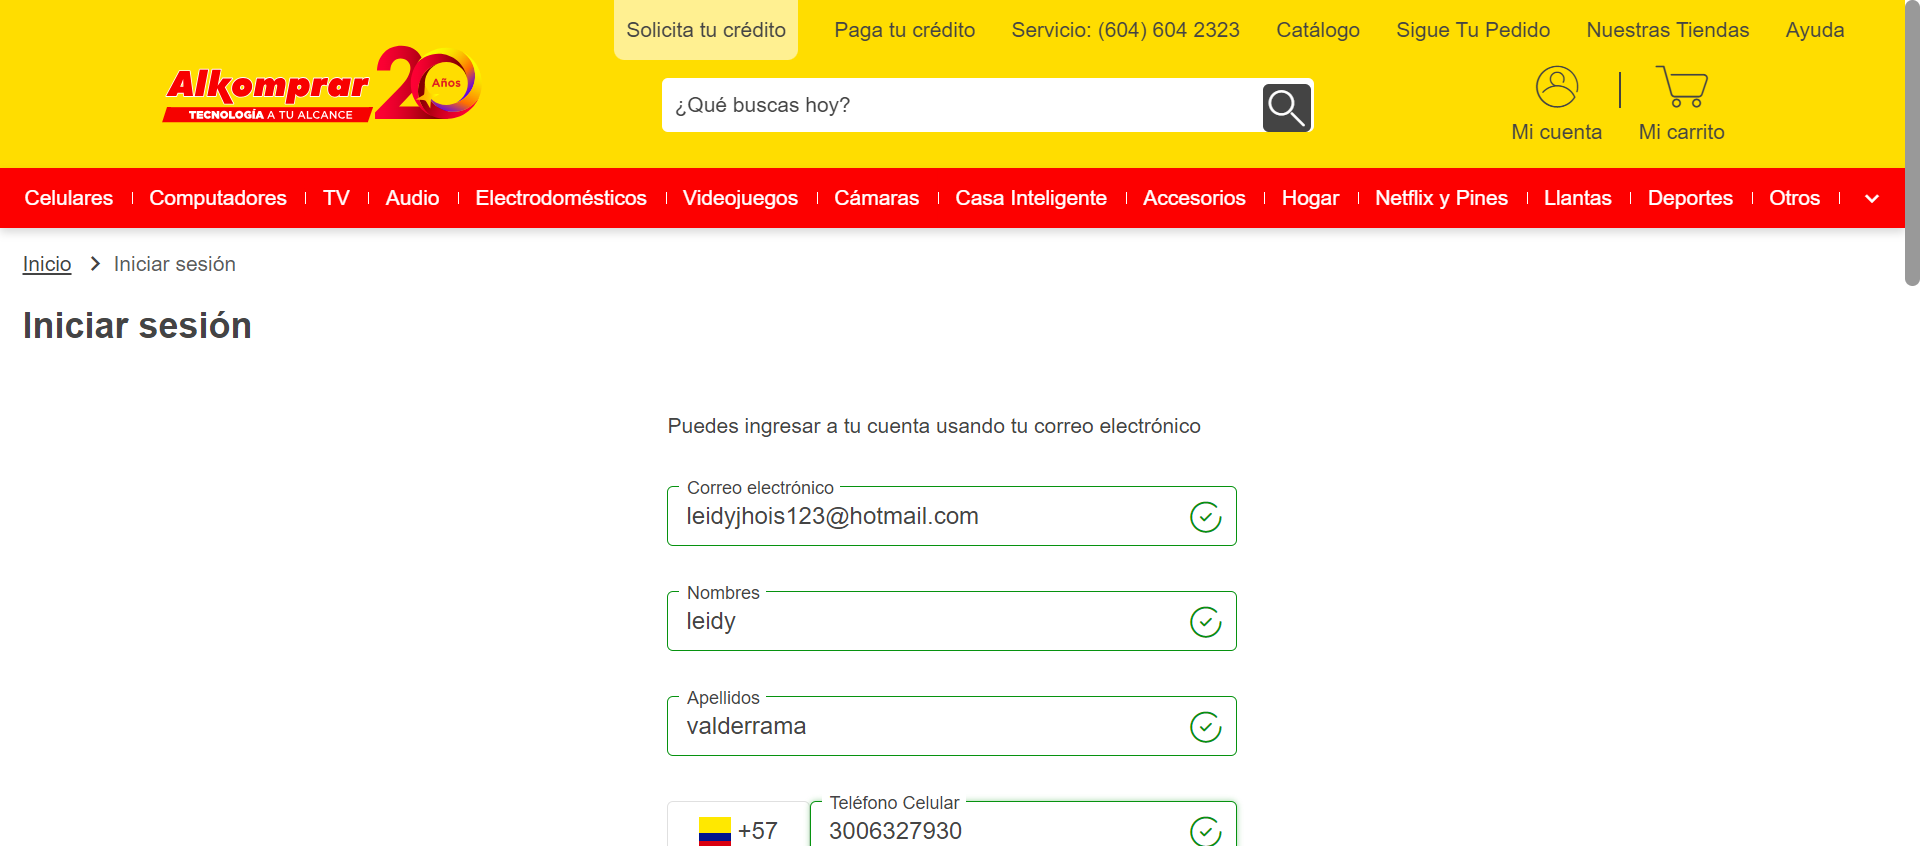 Solicita tu crédito Paga tu crédito Servicio: (604) 604 2323 Catálogo Sigue Tu Pedido Nuestras Tiendas Ayuda
Alkomprar 20 Años
TECNOLOGÍA A TU ALCANCE
¿Qué buscas hoy?
Mi cuenta Mi carrito
Celulares Computadores TV Audio Electrodomésticos Videojuegos Cámaras Casa Inteligente Accesorios Hogar Netflix y Pines Llantas Deportes Otros
Inicio Iniciar sesión
Iniciar sesión
Puedes ingresar a tu cuenta usando tu correo electrónico
Correo electrónico
leidyjhois123@hotmail.com
Nombres
leidy
Apellidos
valderrama
Teléfono Celular
+57 3006327930